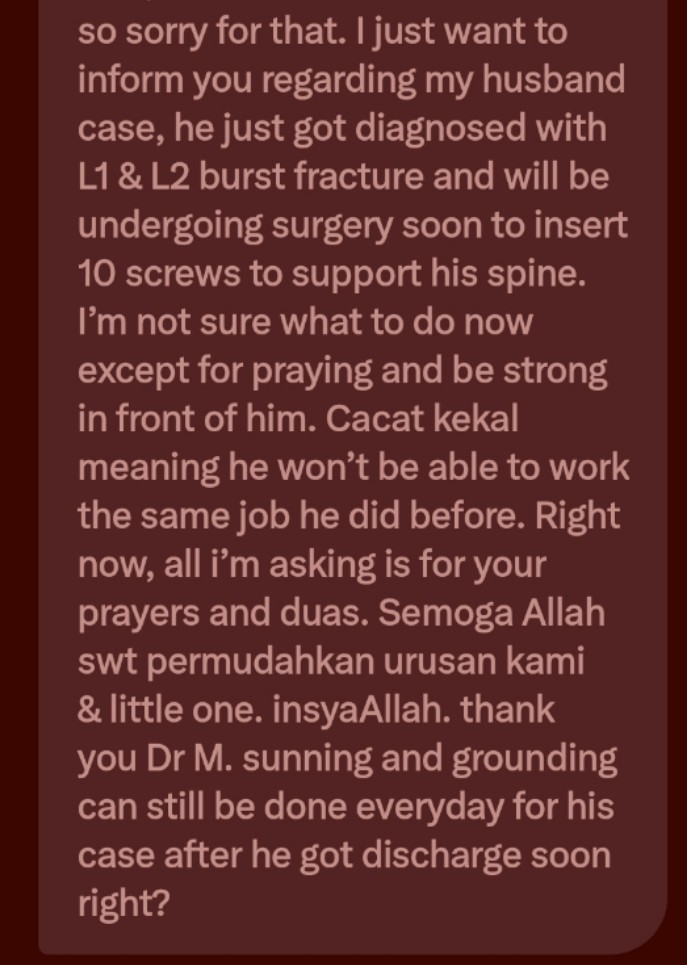 so sorry for that. I just want to
inform you regarding my husband
case, he just got diagnosed with
L1 & L2 burst fracture and will be
undergoing surgery soon to insert
10 screws to support his spine.
I'm not sure what to do now
except for praying and be strong
in front of him. Cacat kekal
meaning he won't be able to work
the same job he did before. Right
now, all i'm asking is for your
prayers and duas. Semoga Allah
swt permudahkan urusan kami
& little one. insyaAllah. thank
you Dr M. sunning and grounding
can still be done everyday for his
case after he got discharge soon
right?